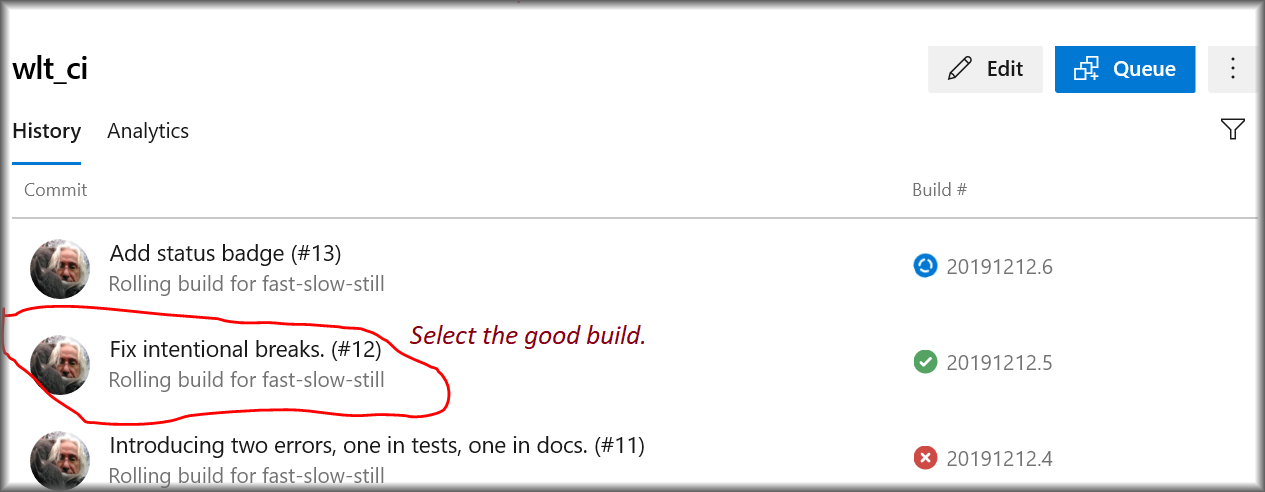 wlt_ci
Edit
Queue
History
Analytics
Commit
Build #
Add status badge (#13)
Rolling build for fast-slow-still
20191212.6
Select the good build.
Fix intentional breaks. (#12)
Rolling build for fast-slow-still
20191212.5
Introducing two errors, one in tests, one in docs. (#11)
Rolling build for fast-slow-still
20191212.4